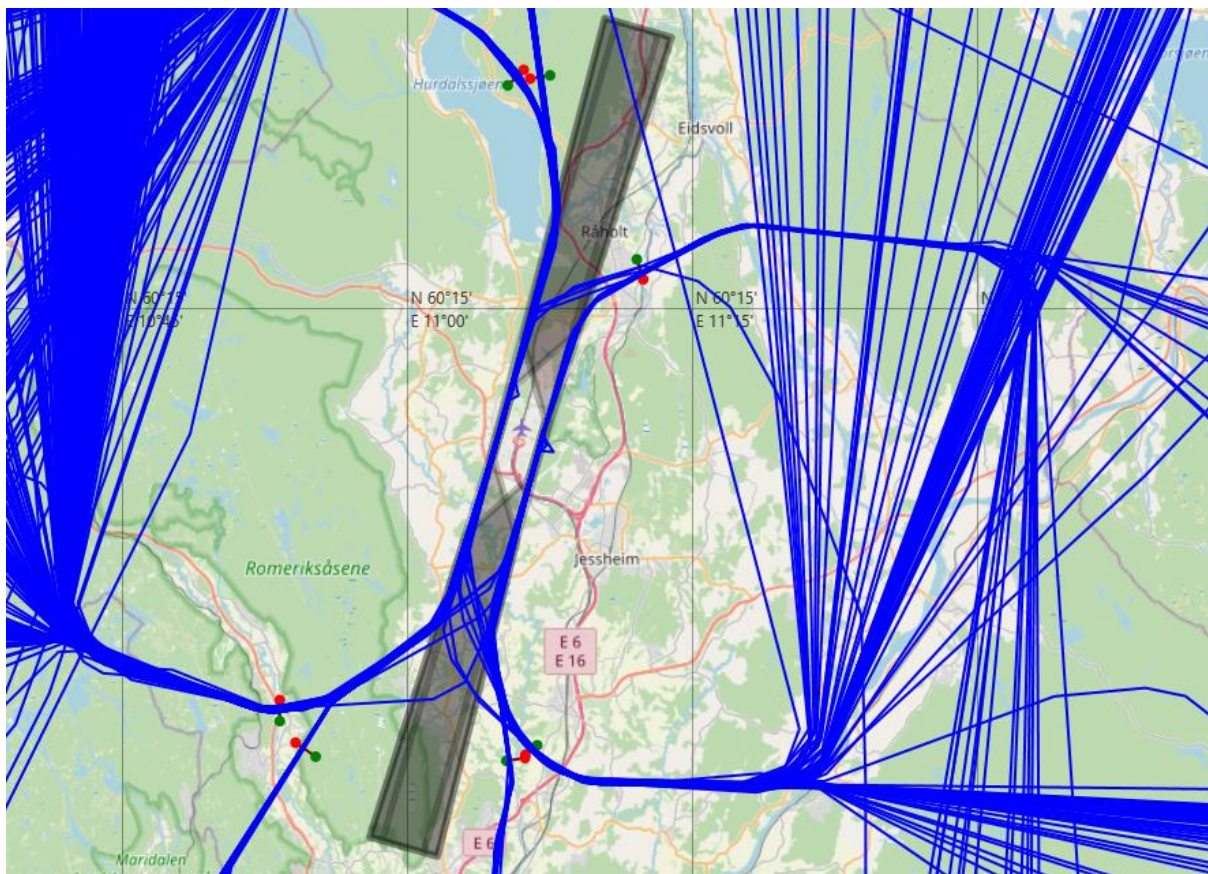 Hurdalssjøen
Eidsvoll
Råholt
N 60°15'
E 10°45'
N 60°15'
E 11°00'
N 60°15'
E 11°15'
N
Jessheim
Romeriksåsene
E 6
E 16
E 6
Maridalen